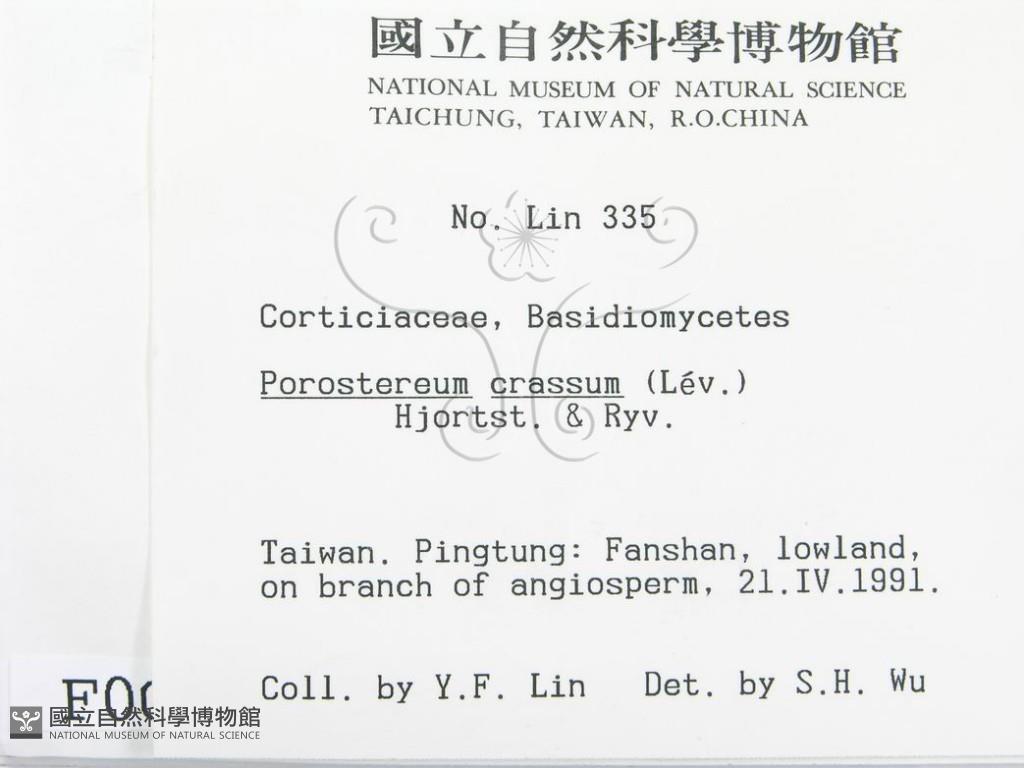 國立自然科學博物館
NATIONAL MUSEUM OF NATURAL SCIENCE
TAICHUNG, TAIWAN, R.O.CHINA
No. Lin 335
Corticiaceae, Basidiomycetes
Porostereum crassum (Lév.)
Hjortst. & Ryv.
Taiwan. Pingtung: Fanshan, lowland,
on branch of angiosperm, 21.IV.1991.
Coll. by Y.F. Lin Det. by S.H. Wu
國立自然科學博物館
NATIONAL MUSEUM OF NATURAL SCIENCE